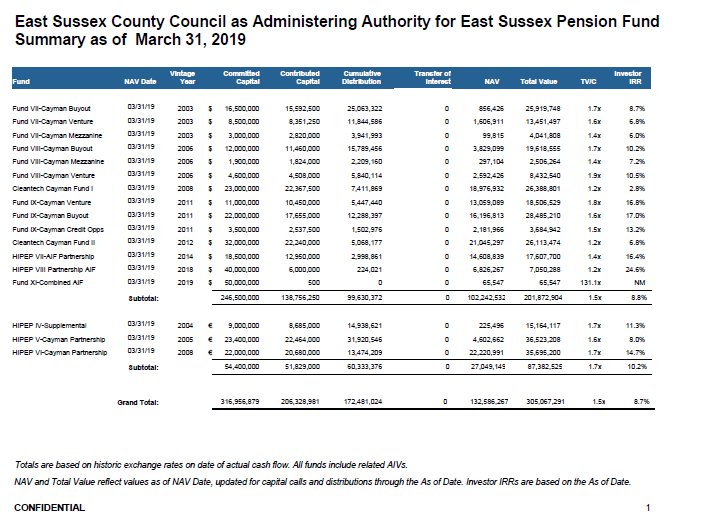 East Sussex County Council as Administering Authority for East Sussex Pension Fund
Summary as of March 31, 2019
Fund NAV Date Vintage Year Committed Capital Contributed Capital Cumulative Distribution Transfer of Interest NAV Total Value TV/C Investor IRR
Fund VII-Cayman Buyout 03/31/19 2003 $ 16,500,000 15,592,500 25,063,322 0 856,426 25,919,748 1.7x 8.7%
Fund VII-Cayman Venture 03/31/19 2003 $ 8,500,000 8,351,250 11,844,586 0 1,606,911 13,451,497 1.6x 6.8%
Fund VII-Cayman Mezzanine 03/31/19 2003 $ 3,000,000 2,820,000 3,941,993 0 99,815 4,041,808 1.4x 6.0%
Fund VIII-Cayman Buyout 03/31/19 2006 $ 12,000,000 11,460,000 15,789,456 0 3,829,099 19,618,555 1.7x 10.2%
Fund VIII-Cayman Mezzanine 03/31/19 2006 $ 1,900,000 1,824,000 2,209,160 0 297,104 2,506,264 1.4x 7.2%
Fund VIII-Cayman Venture 03/31/19 2006 $ 4,600,000 4,508,000 5,840,114 0 2,592,426 8,432,540 1.9x 10.5%
Cleantech Cayman Fund I 03/31/19 2008 $ 23,000,000 22,367,500 7,411,869 0 18,976,932 26,388,801 1.2x 2.8%
Fund IX-Cayman Venture 03/31/19 2011 $ 11,000,000 10,450,000 5,447,440 0 13,059,089 18,506,529 1.8x 16.8%
Fund IX-Cayman Buyout 03/31/19 2011 $ 22,000,000 17,655,000 12,288,397 0 16,196,813 28,485,210 1.6x 17.0%
Fund IX-Cayman Credit Opps 03/31/19 2011 $ 3,500,000 2,537,500 1,502,976 0 2,181,966 3,684,942 1.5x 13.2%
Cleantech Cayman Fund II 03/31/19 2012 $ 32,000,000 22,240,000 5,068,177 0 21,045,297 26,113,474 1.2x 6.8%
HIPEP VII-AIF Partnership 03/31/19 2014 $ 18,500,000 12,950,000 2,998,861 0 14,608,839 17,607,700 1.4x 16.4%
HIPEP VIII Partnership AIF 03/31/19 2018 $ 40,000,000 6,000,000 224,021 0 6,826,267 7,050,288 1.2x 24.6%
Fund XI-Combined AIF 03/31/19 2019 $ 50,000,000 500 0 0 65,547 65,547 131.1x NM
Subtotal: 246,500,000 138,756,250 99,630,372 0 102,242,532 201,872,904 1.5x 8.8%
HIPEP IV-Supplemental 03/31/19 2004 € 9,000,000 8,685,000 14,938,621 0 225,496 15,164,117 1.7x 11.3%
HIPEP V-Cayman Partnership 03/31/19 2005 € 23,400,000 22,464,000 31,920,546 0 4,602,662 36,523,208 1.6x 8.0%
HIPEP VI-Cayman Partnership 03/31/19 2008 € 22,000,000 20,680,000 13,474,209 0 22,220,991 35,695,200 1.7x 14.7%
Subtotal: 54,400,000 51,829,000 60,333,376 0 27,049,149 87,382,525 1.7x 10.2%
Grand Total: 316,956,879 206,328,981 172,481,024 0 132,586,267 305,067,291 1.5x 8.7%
Totals are based on historic exchange rates on date of actual cash flow. All funds include related AIVs.
NAV and Total Value reflect values as of NAV Date, updated for capital calls and distributions through the As of Date. Investor IRRs are based on the As of Date.
CONFIDENTIAL 1